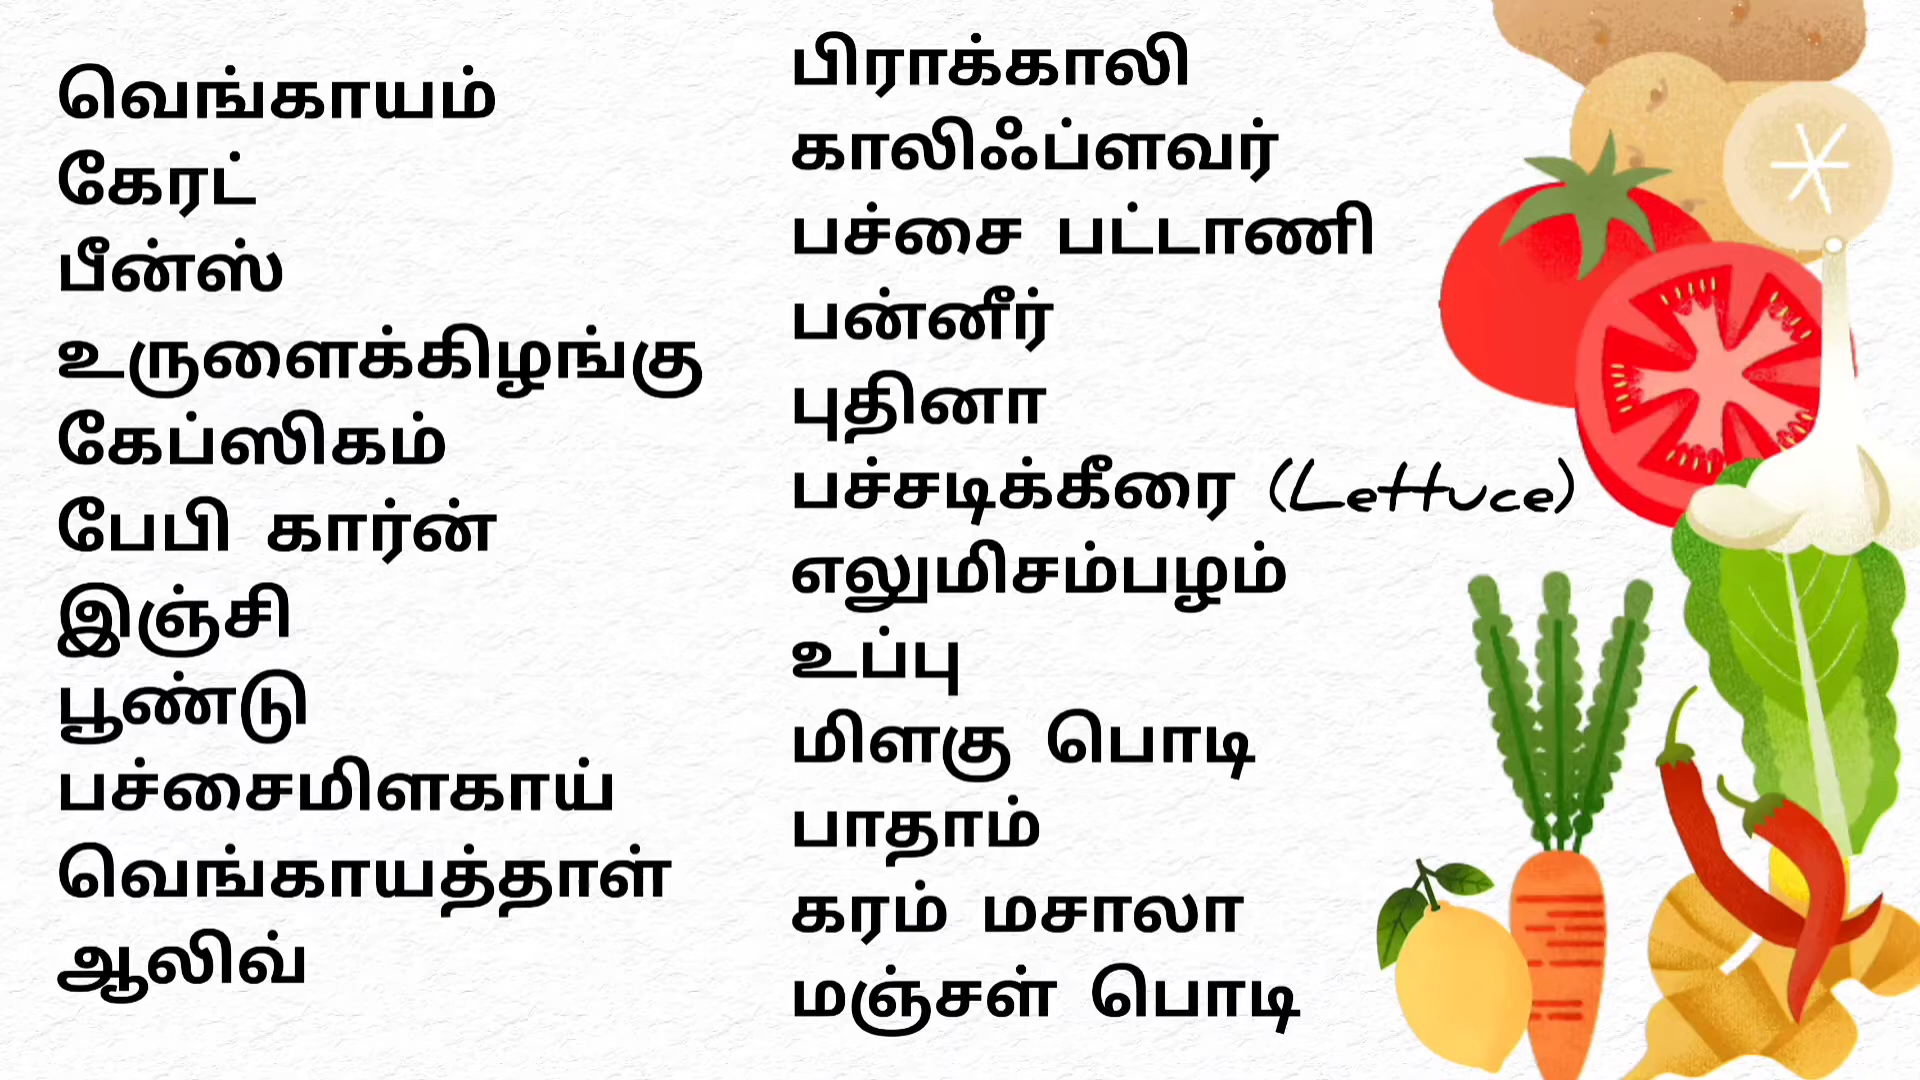 வெங்காயம்
கேரட்
பீன்ஸ்
உருளைக்கிழங்கு
கேப்ஸிகம்
பேபி கார்ன்
இஞ்சி
பூண்டு
பச்சைமிளகாய்
வெங்காயத்தாள்
ஆலிவ்
பிராக்காலி
காலிஃப்ளவர்
பச்சை பட்டாணி
பன்னீர்
புதினா
பச்சடிக்கீரை (Lettuce)
எலுமிசம்பழம்
உப்பு
மிளகு பொடி
பாதாம்
கரம் மசாலா
மஞ்சள் பொடி